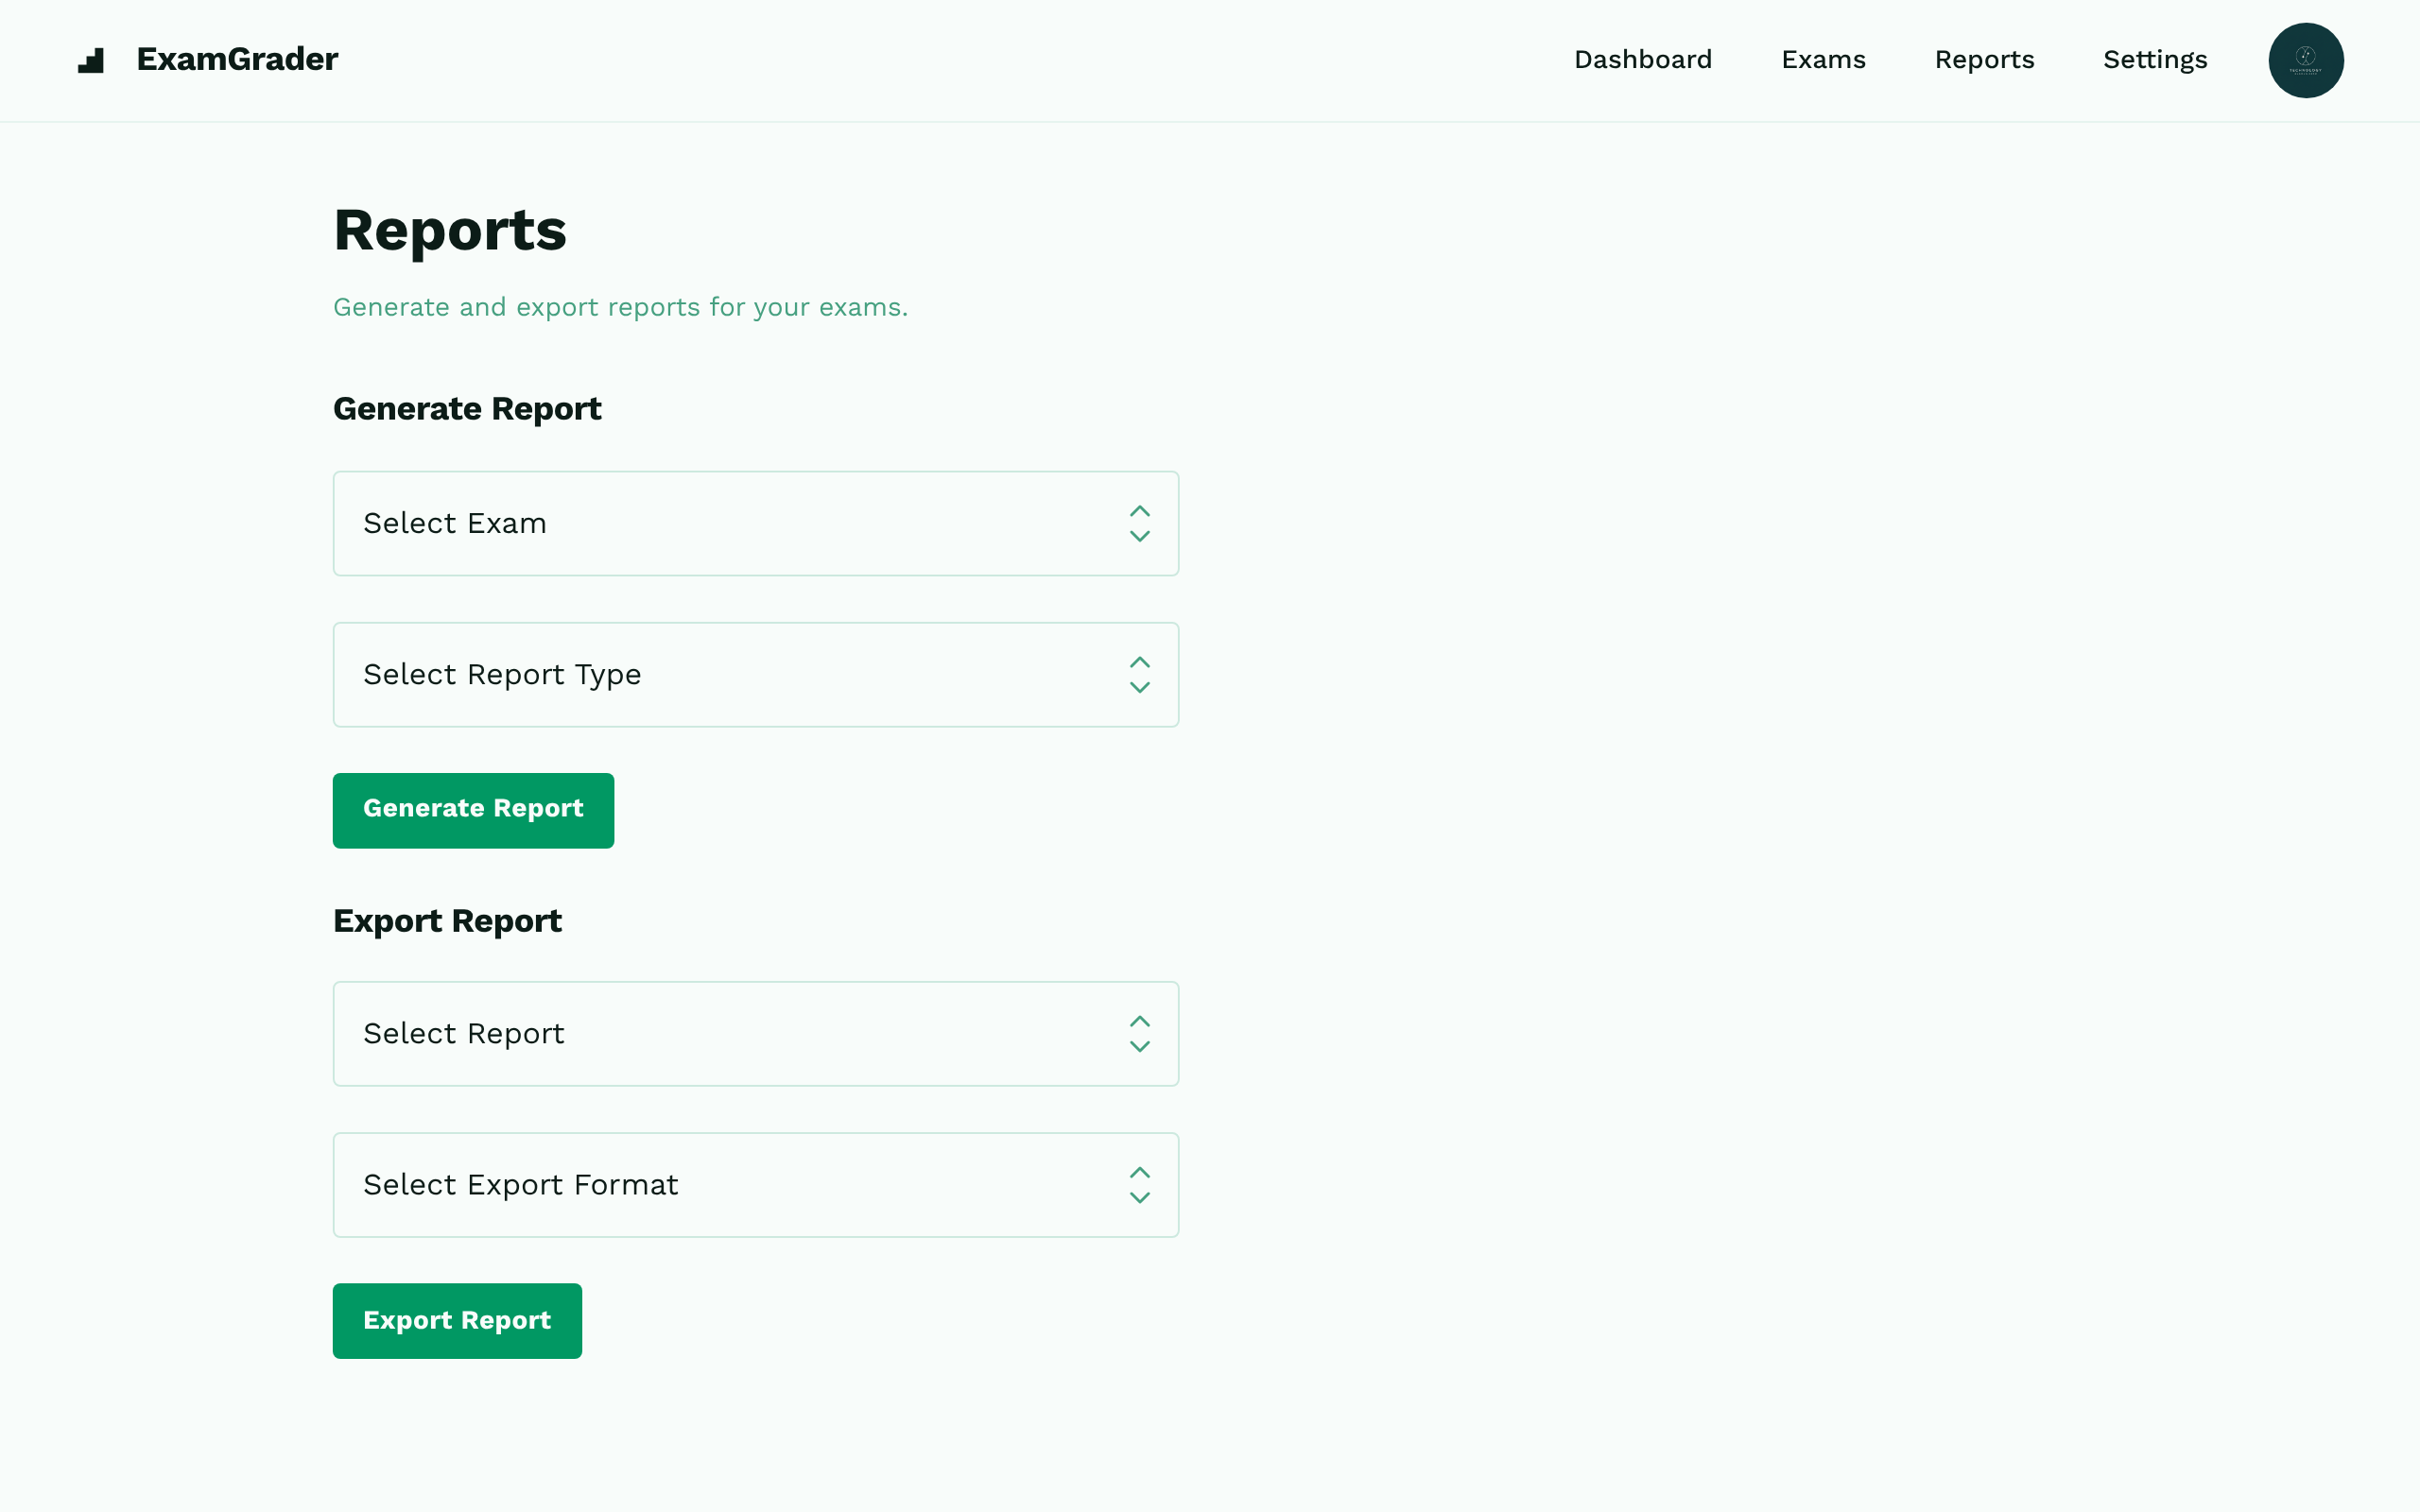 ExamGrader
Dashboard
Exams
Reports
Settings
TECHNOLOGY
Reports
Generate and export reports for your exams.
Generate Report
Select Exam
Select Report Type
Generate Report
Export Report
Select Report
Select Export Format
Export Report